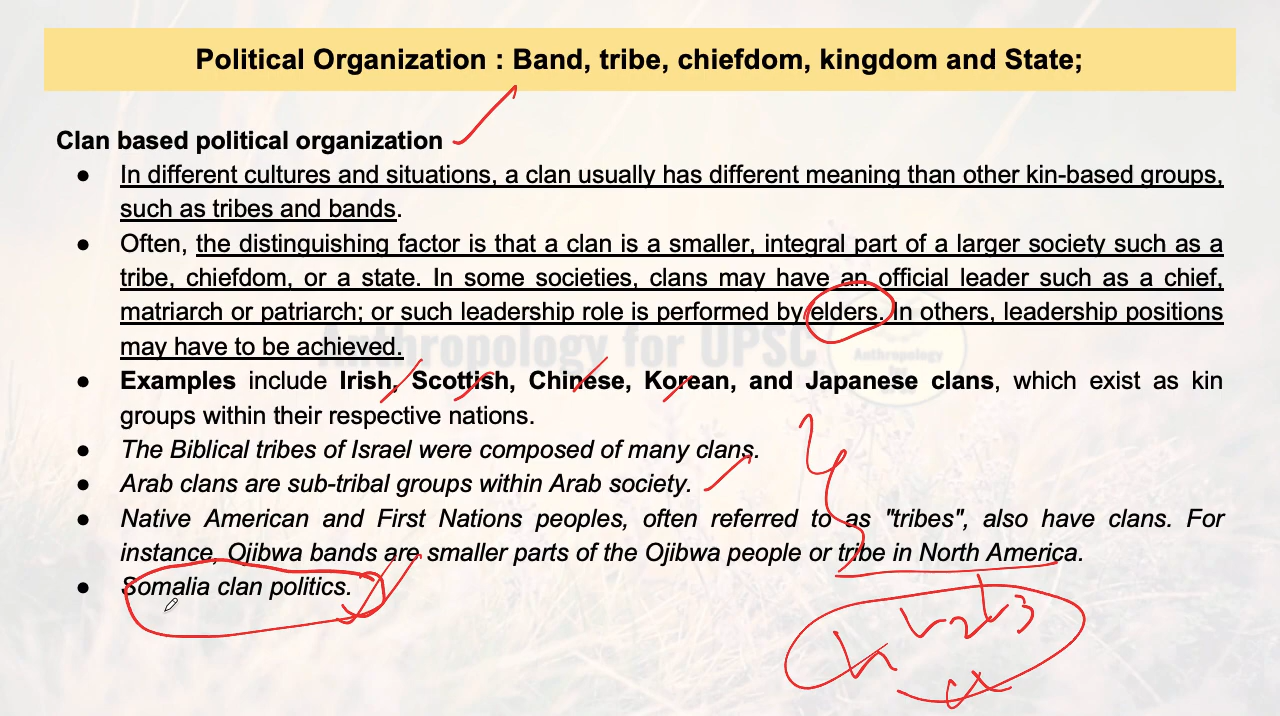 Political Organization : Band, tribe, chiefdom, kingdom and State;
Clan based political organization
● In different cultures and situations, a clan usually has different meaning than other kin-based groups,
such as tribes and bands.
● Often, the distinguishing factor is that a clan is a smaller, integral part of a larger society such as a
tribe, chiefdom, or a state. In some societies, clans may have an official leader such as a chief,
matriarch or patriarch; or such leadership role is performed by elders. In others, leadership positions
may have to be achieved.
● Examples include Irish, Scottish, Chinese, Korean, and Japanese clans, which exist as kin
groups within their respective nations.
● The Biblical tribes of Israel were composed of many clans.
● Arab clans are sub-tribal groups within Arab society.
● Native American and First Nations peoples, often referred to as "tribes", also have clans. For
instance, Ojibwa bands are smaller parts of the Ojibwa people or tribe in North America.
● Somalia clan politics.
Anthropology for UPSC
Anthropology